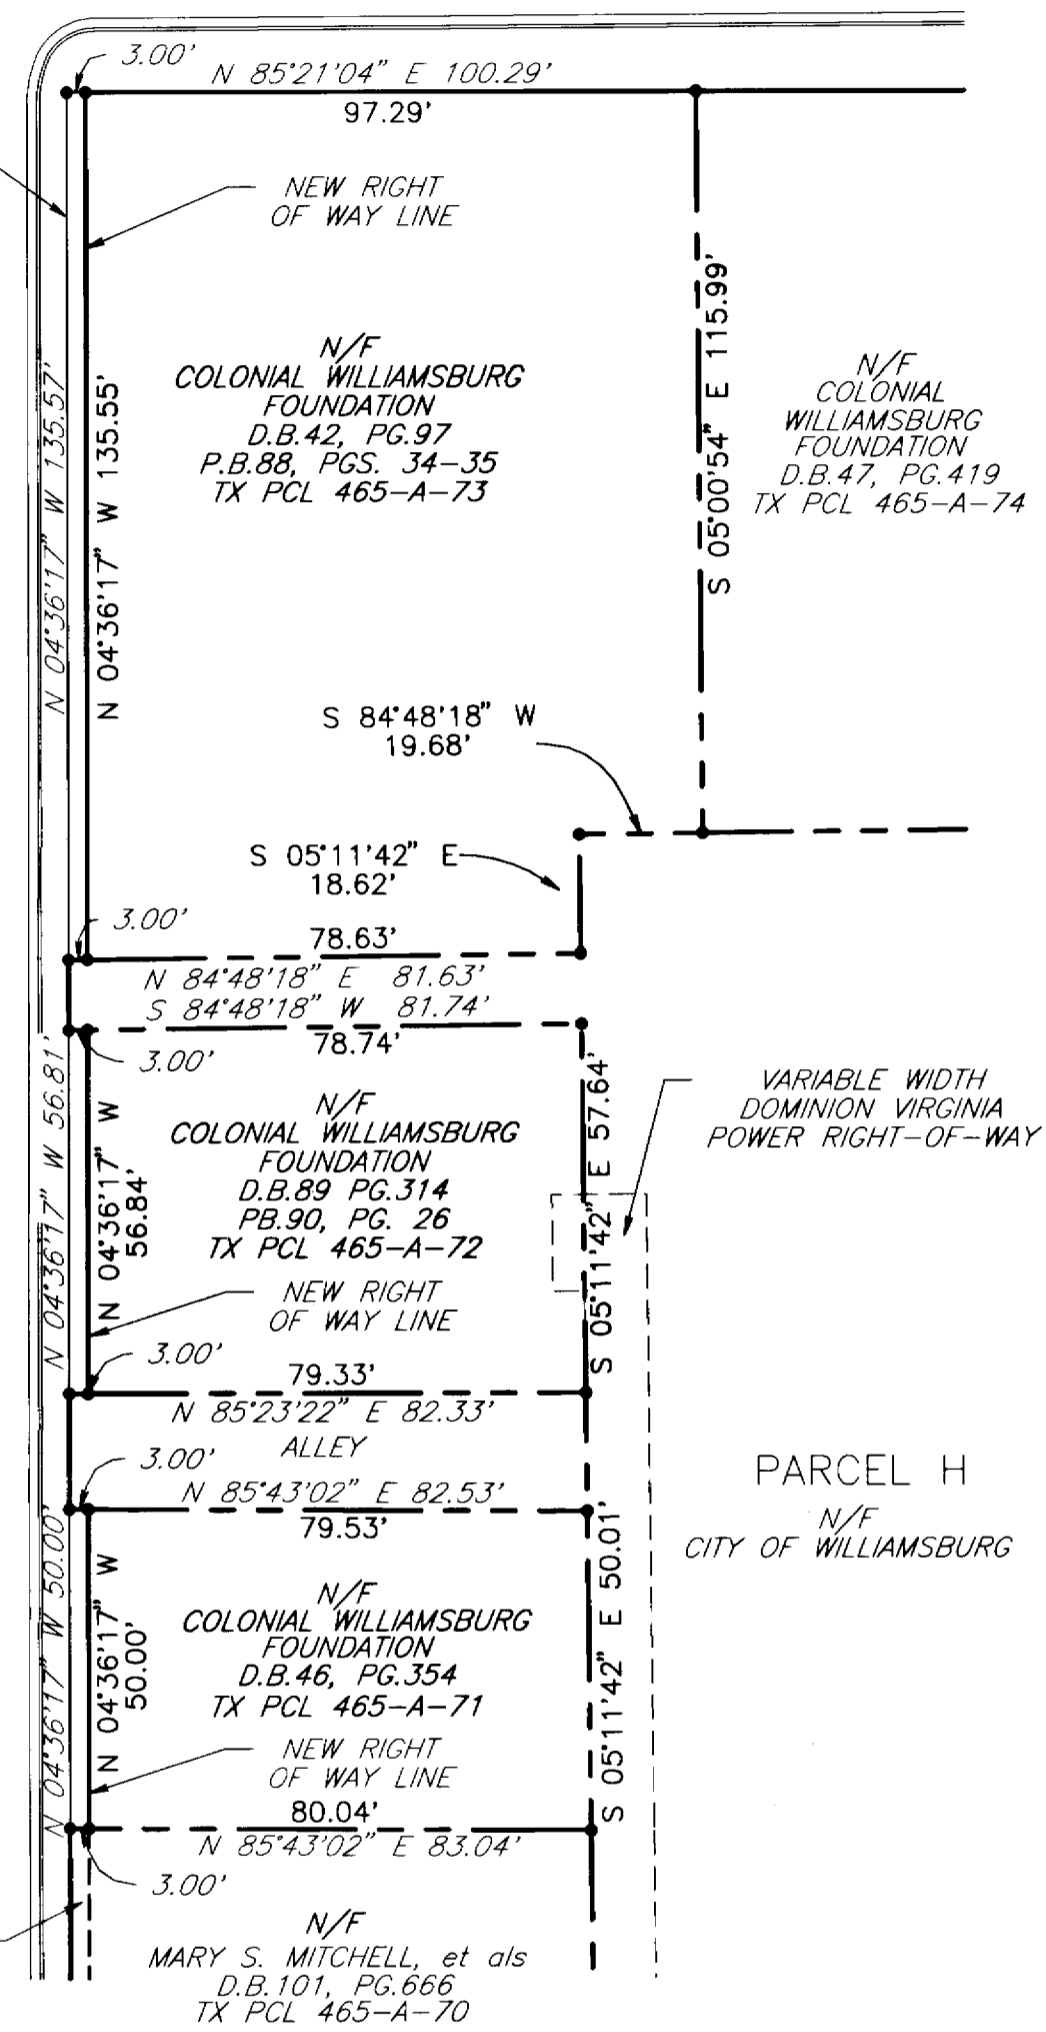 3.00'
N 85°21'04" E 100.29'
97.29'
NEW RIGHT
OF WAY LINE
N 04°36'17" W 135.57'
N 04°36'17" W 135.55'
N/F
COLONIAL WILLIAMSBURG
FOUNDATION
D.B.42, PG.97
P.B.88, PGS. 34-35
TX PCL 465-A-73
S 05°00'54" E 115.99'
N/F
COLONIAL
WILLIAMSBURG
FOUNDATION
D.B.47, PG.419
TX PCL 465-A-74
S 84°48'18" W
19.68'
S 05°11'42" E
18.62'
3.00'
78.63'
N 84°48'18" E 81.63'
S 84°48'18" W 81.74'
78.74'
3.00'
N 04°36'17" W 56.81'
N 04°36'17" W
56.84'
N/F
COLONIAL WILLIAMSBURG
FOUNDATION
D.B.89 PG.314
PB.90, PG. 26
TX PCL 465-A-72
S 05°11'42" E 57.64'
VARIABLE WIDTH
DOMINION VIRGINIA
POWER RIGHT-OF-WAY
NEW RIGHT
OF WAY LINE
3.00'
79.33'
N 85°23'22" E 82.33'
ALLEY
3.00'
N 85°43'02" E 82.53'
79.53'
PARCEL H
N/F
CITY OF WILLIAMSBURG
N 04°36'17" W 50.00'
N 04°36'17" W
50.00'
N/F
COLONIAL WILLIAMSBURG
FOUNDATION
D.B.46, PG.354
TX PCL 465-A-71
S 05°11'42" E 50.01'
NEW RIGHT
OF WAY LINE
80.04'
N 85°43'02" E 83.04'
3.00'
N/F
MARY S. MITCHELL, et als
D.B.101, PG.666
TX PCL 465-A-70